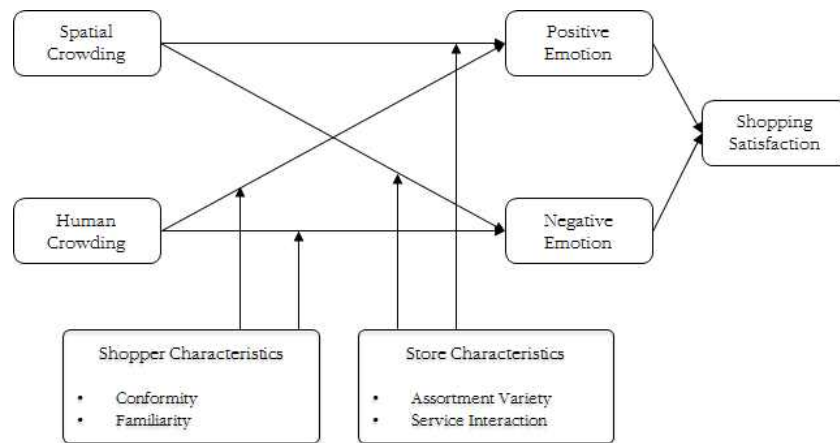 Spatial
Crowding
Positive
Emotion
Shopping
Satisfaction
Human
Crowding
Negative
Emotion
Shopper Characteristics
• Conformity
• Familiarity
Store Characteristics
• Assortment Variety
• Service Interaction